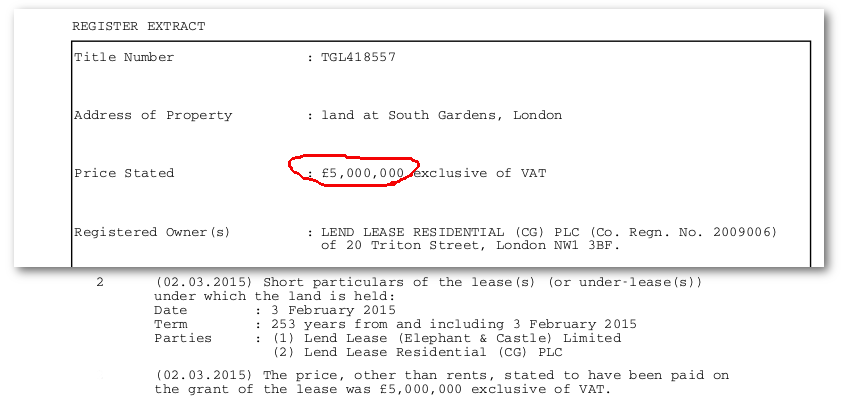 REGISTER EXTRACT
Title Number : TGL418557
Address of Property : land at South Gardens, London
Price Stated : £5,000,000 exclusive of VAT
Registered Owner(s) : LEND LEASE RESIDENTIAL (CG) PLC (Co. Regn. No. 2009006)
of 20 Triton Street, London NW1 3BF.
2 (02.03.2015) Short particulars of the lease(s) (or under-lease(s))
under which the land is held:
Date : 3 February 2015
Term : 253 years from and including 3 February 2015
Parties : (1) Lend Lease (Elephant & Castle) Limited
(2) Lend Lease Residential (CG) PLC
(02.03.2015) The price, other than rents, stated to have been paid on
the grant of the lease was £5,000,000 exclusive of VAT.